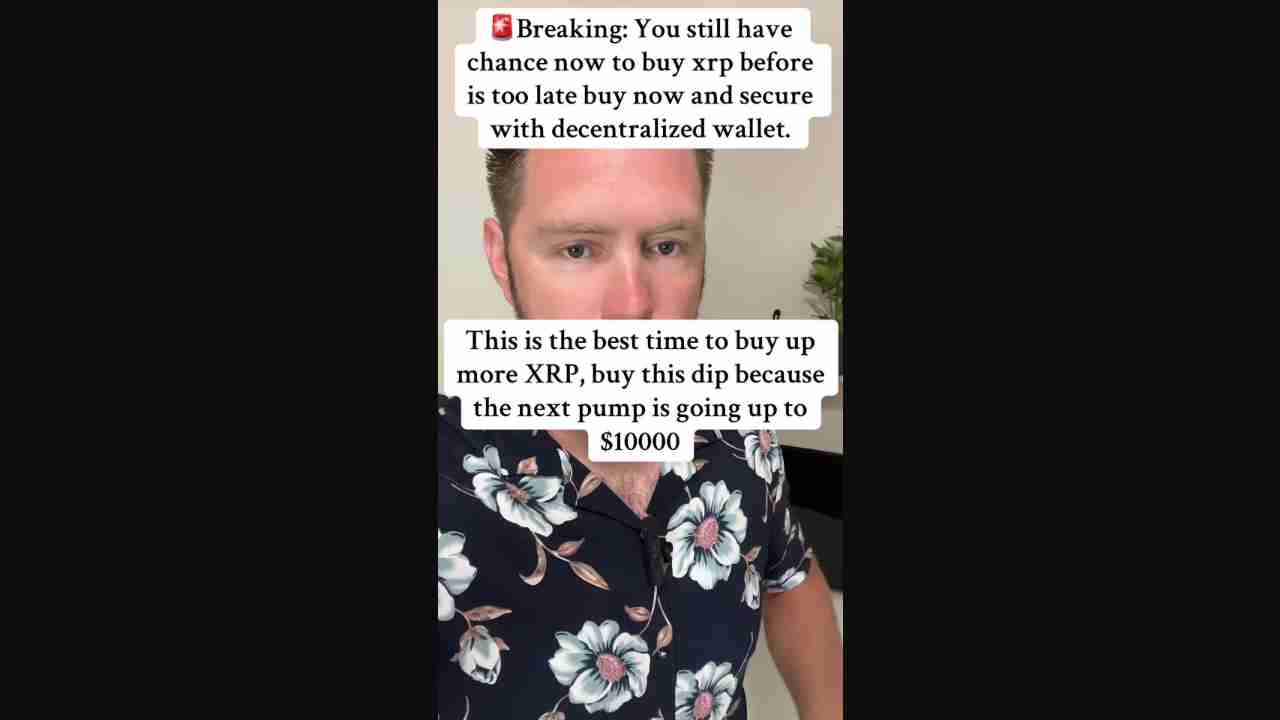 🚨Breaking: You still have
chance now to buy xrp before
is too late buy now and secure
with decentralized wallet.
This is the best time to buy up
more XRP, buy this dip because
the next pump is going up to
$10000